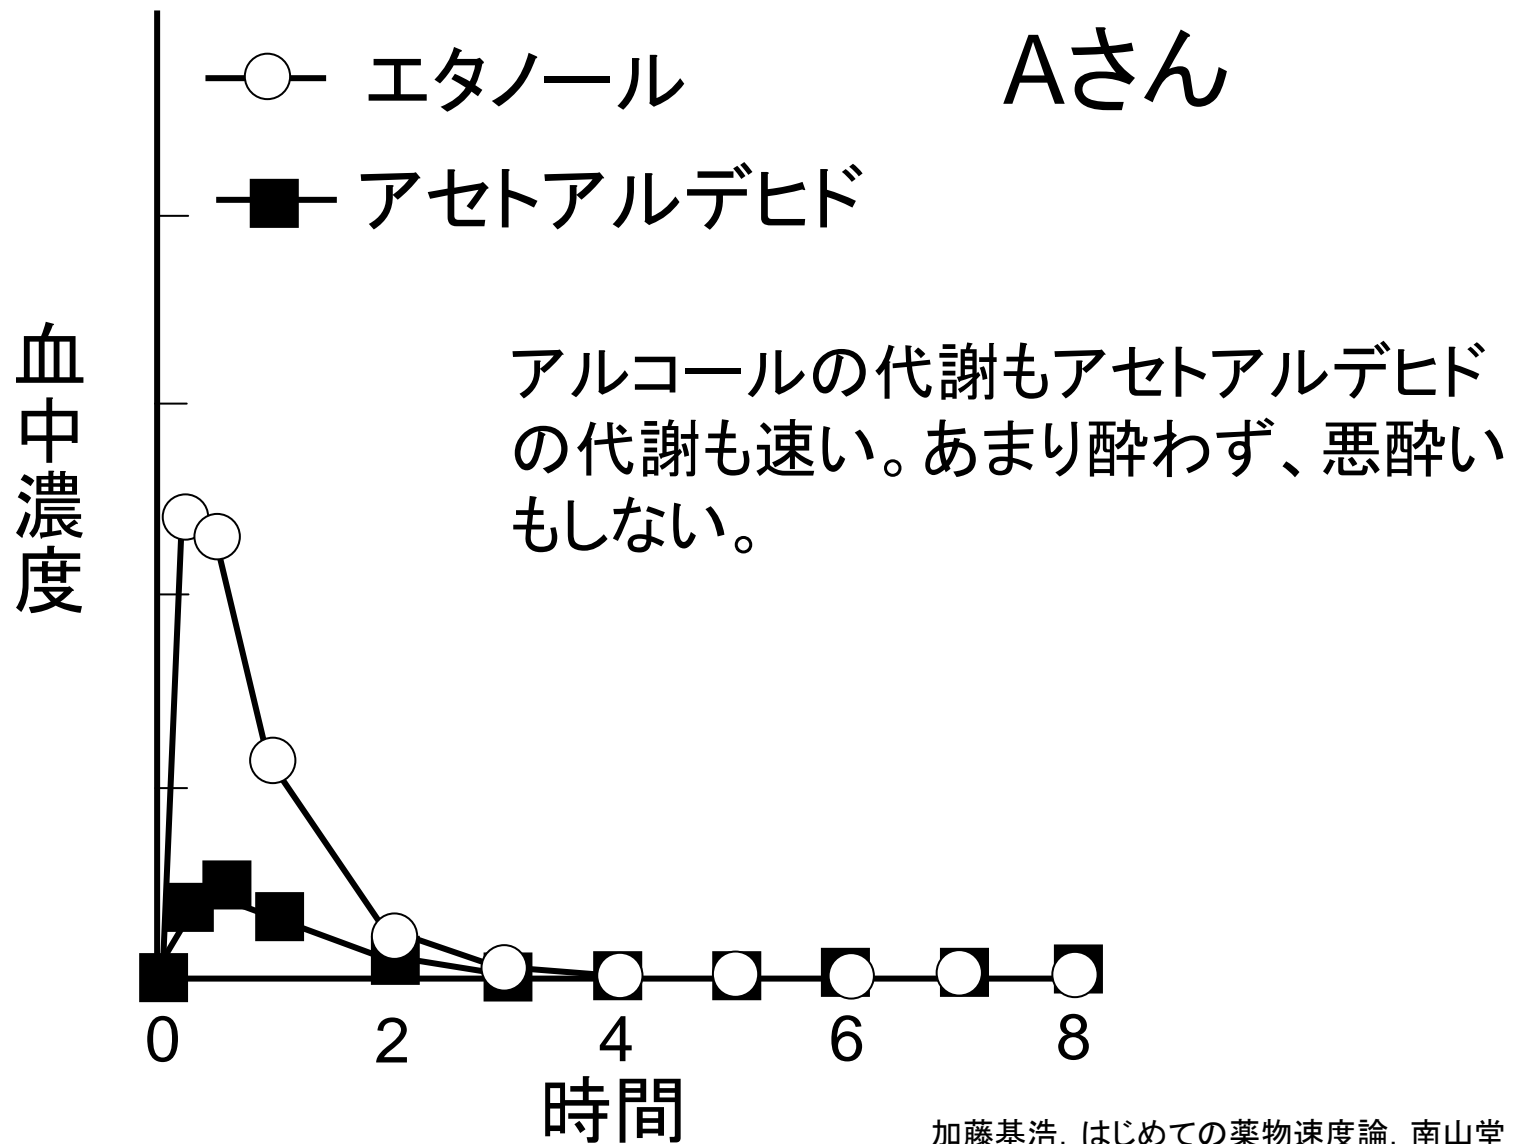 エタノール
Aさん
アセトアルデヒド
血中濃度
アルコールの代謝もアセトアルデヒド
の代謝も速い。あまり酔わず、悪酔い
もしない。
0 2 4 6 8
時間
加藤基浩. はじめての薬物速度論. 南山堂